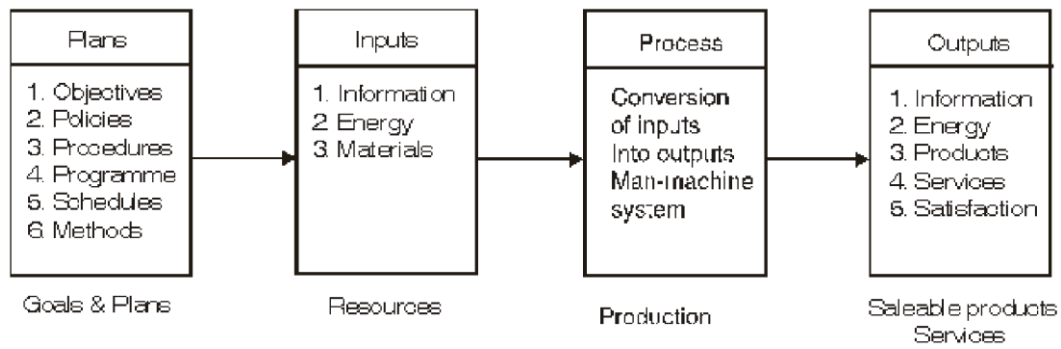 Plans
1. Objectives
2. Policies
3. Procedures
4. Programme
5. Schedules
6. Methods
Goals & Plans
Inputs
1. Information
2. Energy
3. Materials
Resources
Process
Conversion
of inputs
Into outputs
Man-machine
system
Production
Outputs
1. Information
2. Energy
3. Products
4. Services
5. Satisfaction
Saleable products
Services